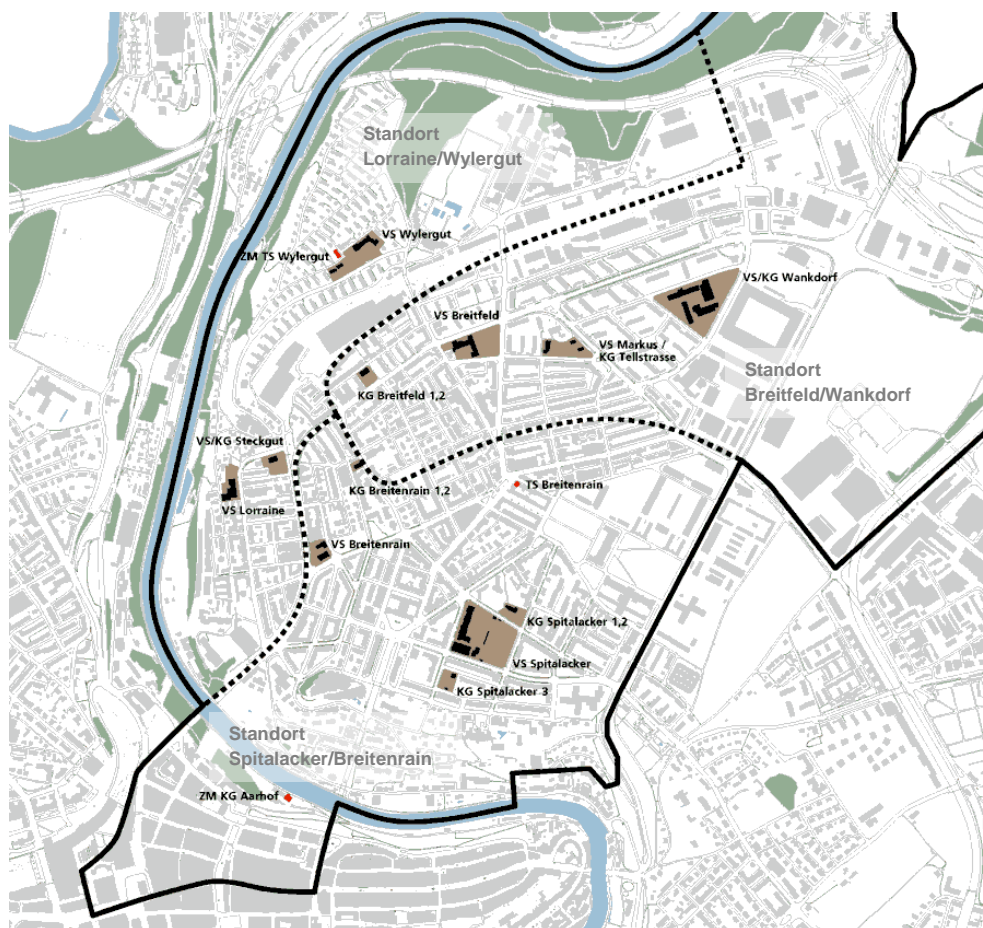 Standort
Lorraine/Wylergut
VS Wylergut
ZM TS Wylergut
VS/KG Wankdorf
VS Breitfeld
VS Markus /
KG Tellstrasse
Standort
Breitfeld/Wankdorf
KG Breitfeld 1,2
VS/KG Steckgut
KG Breitenrain 1,2
TS Breitenrain
VS Lorraine
VS Breitenrain
KG Spitalacker 1,2
VS Spitalacker
KG Spitalacker 3
Standort
Spitalacker/Breitenrain
ZM KG Aarhof